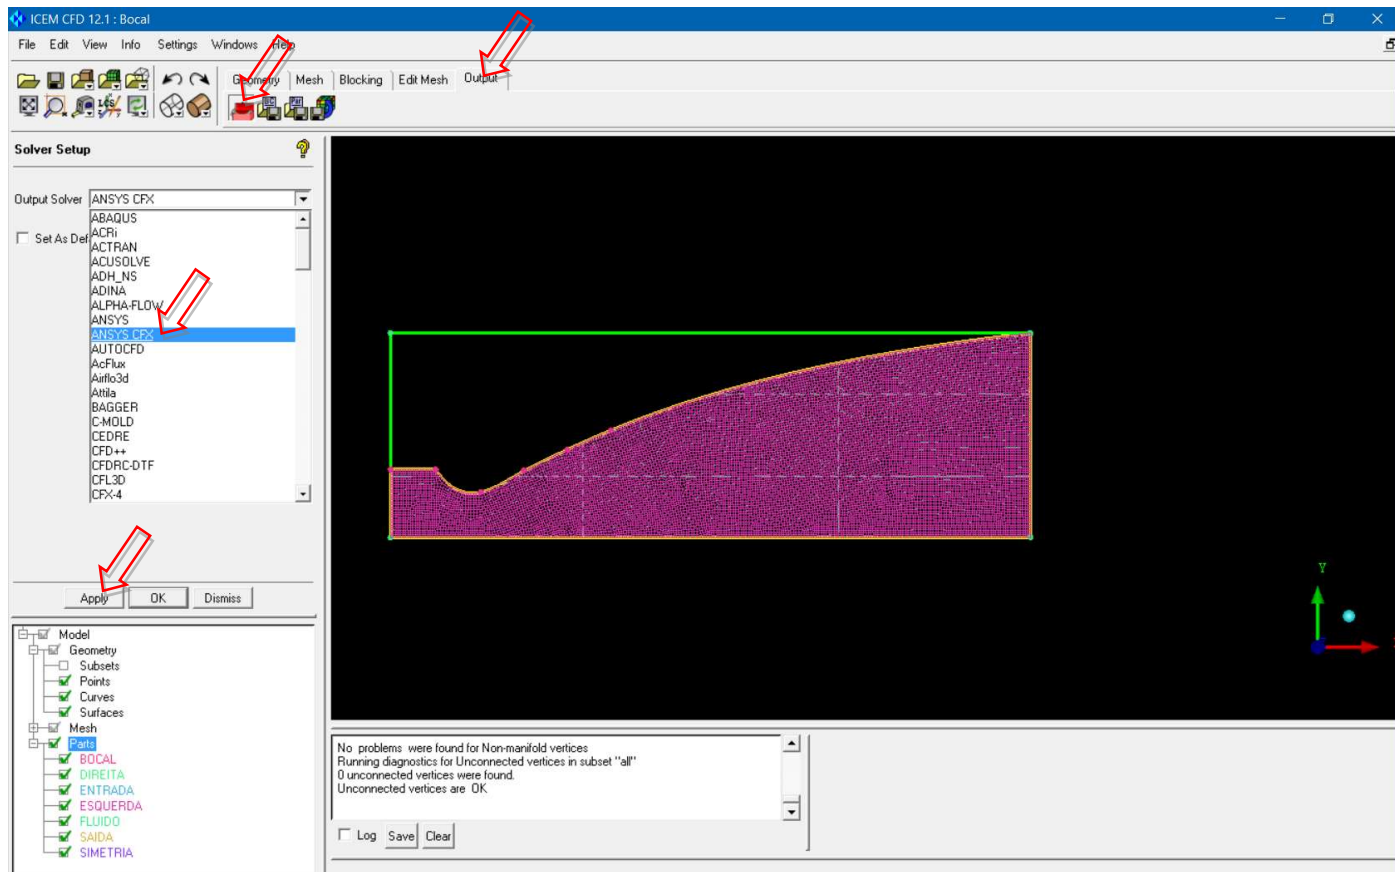 ICEM CFD 12.1 : Bocal
File Edit View Info Settings Windows Help
Geometry Mesh Blocking Edit Mesh Output
LCS
BC Par
Solver Setup
Output Solver ANSYS CFX
ABAQUS
Set As Def
ACRi
ACTRAN
ACUSOLVE
ADH_NS
ADINA
ALPHA-FLOW
ANSYS
ANSYS CFX
AUTOCFD
AcFlux
Airflo3d
Attila
BAGGER
C-MOLD
CEDRE
CFD++
CFDRC-DTF
CFL3D
CFX-4
Apply OK Dismiss
Y
Model
Geometry
Subsets
Points
Curves
Surfaces
Mesh
Parts
BOCAL
DIREITA
ENTRADA
ESQUERDA
FLUIDO
SAIDA
SIMETRIA
No problems were found for Non-manifold vertices
Running diagnostics for Unconnected vertices in subset "all"
0 unconnected vertices were found.
Unconnected vertices are OK
Log Save Clear